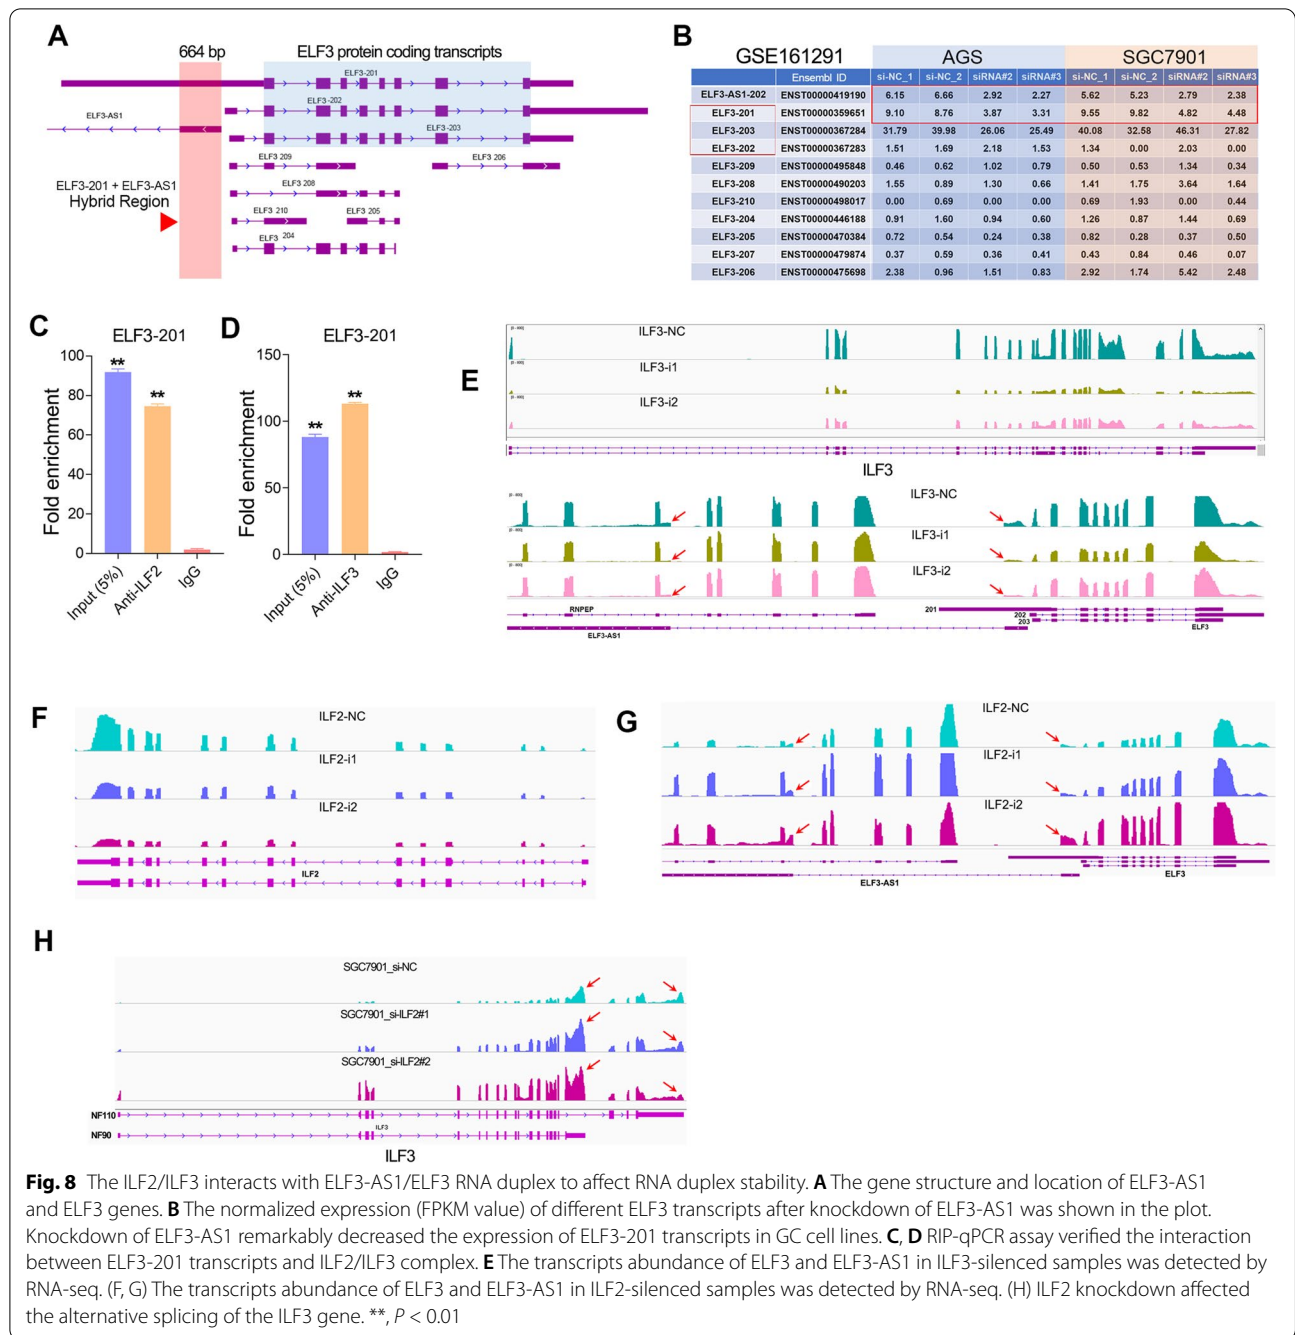 A
664 bp
ELF3 protein coding transcripts
ELF3-201
ELF3-202
ELF3-AS1
ELF3-203
ELF3 209
ELF3 206
ELF3-201 + ELF3-AS1
Hybrid Region
ELF3 208
ELF3 210
ELF3 205
ELF3 204
B
GSE161291 AGS SGC7901
Ensembl ID si-NC_1 si-NC_2 siRNA#2 siRNA#3 si-NC_1 si-NC_2 siRNA#2 siRNA#3
ELF3-AS1-202 ENST00000419190 6.15 6.66 2.92 2.27 5.62 5.23 2.79 2.38
ELF3-201 ENST00000359651 9.10 8.76 3.87 3.31 9.55 9.82 4.82 4.48
ELF3-203 ENST00000367284 31.79 39.98 26.06 25.49 40.08 32.58 46.31 27.82
ELF3-202 ENST00000367283 1.51 1.69 2.18 1.53 1.34 0.00 2.03 0.00
ELF3-209 ENST00000495848 0.46 0.62 1.02 0.79 0.50 0.53 1.34 0.34
ELF3-208 ENST00000490203 1.55 0.89 1.30 0.66 1.41 1.75 3.64 1.64
ELF3-210 ENST00000498017 0.00 0.69 0.00 0.00 0.69 1.93 0.00 0.44
ELF3-204 ENST00000446188 0.91 1.60 0.94 0.60 1.26 0.87 1.44 0.69
ELF3-205 ENST00000470384 0.72 0.54 0.24 0.38 0.82 0.28 0.37 0.50
ELF3-207 ENST00000479874 0.37 0.59 0.36 0.41 0.43 0.84 0.46 0.07
ELF3-206 ENST00000475698 2.38 0.96 1.51 0.83 2.92 1.74 5.42 2.48
C
ELF3-201
Fold enrichment
100
80
60
40
20
0
**
**
Input (5%)
Anti-ILF2
IgG
D
ELF3-201
Fold enrichment
150
100
50
0
**
**
Input (5%)
Anti-ILF3
IgG
E
ILF3-NC
ILF3-i1
ILF3-i2
ILF3
ILF3-NC
ILF3-i1
ILF3-i2
RNPEP
201
202
203
ELF3-AS1
ELF3
F
ILF2-NC
ILF2-i1
ILF2-i2
ILF2
G
ILF2-NC
ILF2-i1
ILF2-i2
ELF3-AS1
ELF3
H
SGC7901_si-NC
SGC7901_si-ILF2#1
SGC7901_si-ILF2#2
NF110
ILF3
NF90
ILF3
Fig. 8 The ILF2/ILF3 interacts with ELF3-AS1/ELF3 RNA duplex to affect RNA duplex stability. A The gene structure and location of ELF3-AS1
and ELF3 genes. B The normalized expression (FPKM value) of different ELF3 transcripts after knockdown of ELF3-AS1 was shown in the plot.
Knockdown of ELF3-AS1 remarkably decreased the expression of ELF3-201 transcripts in GC cell lines. C, D RIP-qPCR assay verified the interaction
between ELF3-201 transcripts and ILF2/ILF3 complex. E The transcripts abundance of ELF3 and ELF3-AS1 in ILF3-silenced samples was detected by
RNA-seq. (F, G) The transcripts abundance of ELF3 and ELF3-AS1 in ILF2-silenced samples was detected by RNA-seq. (H) ILF2 knockdown affected
the alternative splicing of the ILF3 gene. **, P < 0.01